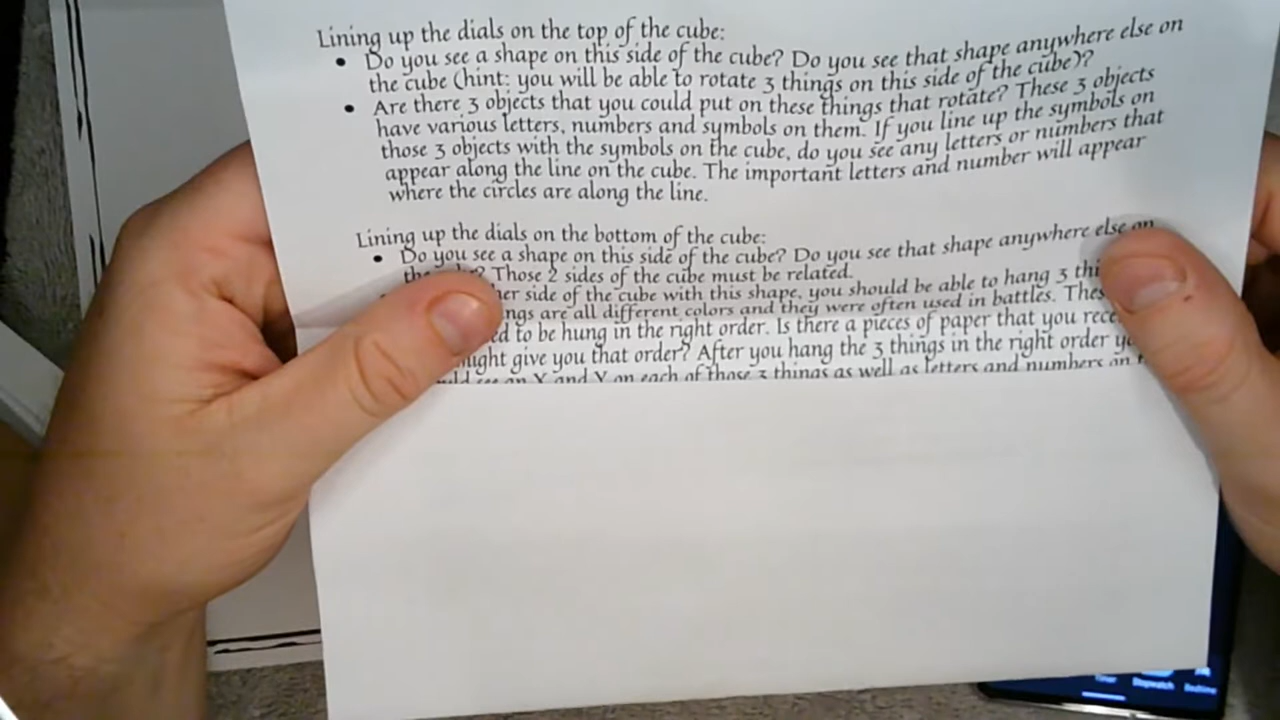 Lining up the dials on the top of the cube:
• Do you see a shape on this side of the cube? Do you see that shape anywhere else on
the cube (hint: you will be able to rotate 3 things on this side of the cube)?
• Are there 3 objects that you could put on these things that rotate? These 3 objects
have various letters, numbers and symbols on them. If you line up the symbols on
those 3 objects with the symbols on the cube, do you see any letters or numbers that
appear along the line on the cube. The important letters and number will appear
where the circles are along the line.
Lining up the dials on the bottom of the cube:
• Do you see a shape on this side of the cube? Do you see that shape anywhere else on
Those 2 sides of the cube must be related.
side of the cube with this shape, you should be able to hang 3
are all different colors and they were often used in battles.
to be hung in the right order. Is there a pieces of paper that you
give you that order? After you hang the 3 things in the right order
an X and Y on each of those 3 things as well as letters and numbers on
Stopwatch